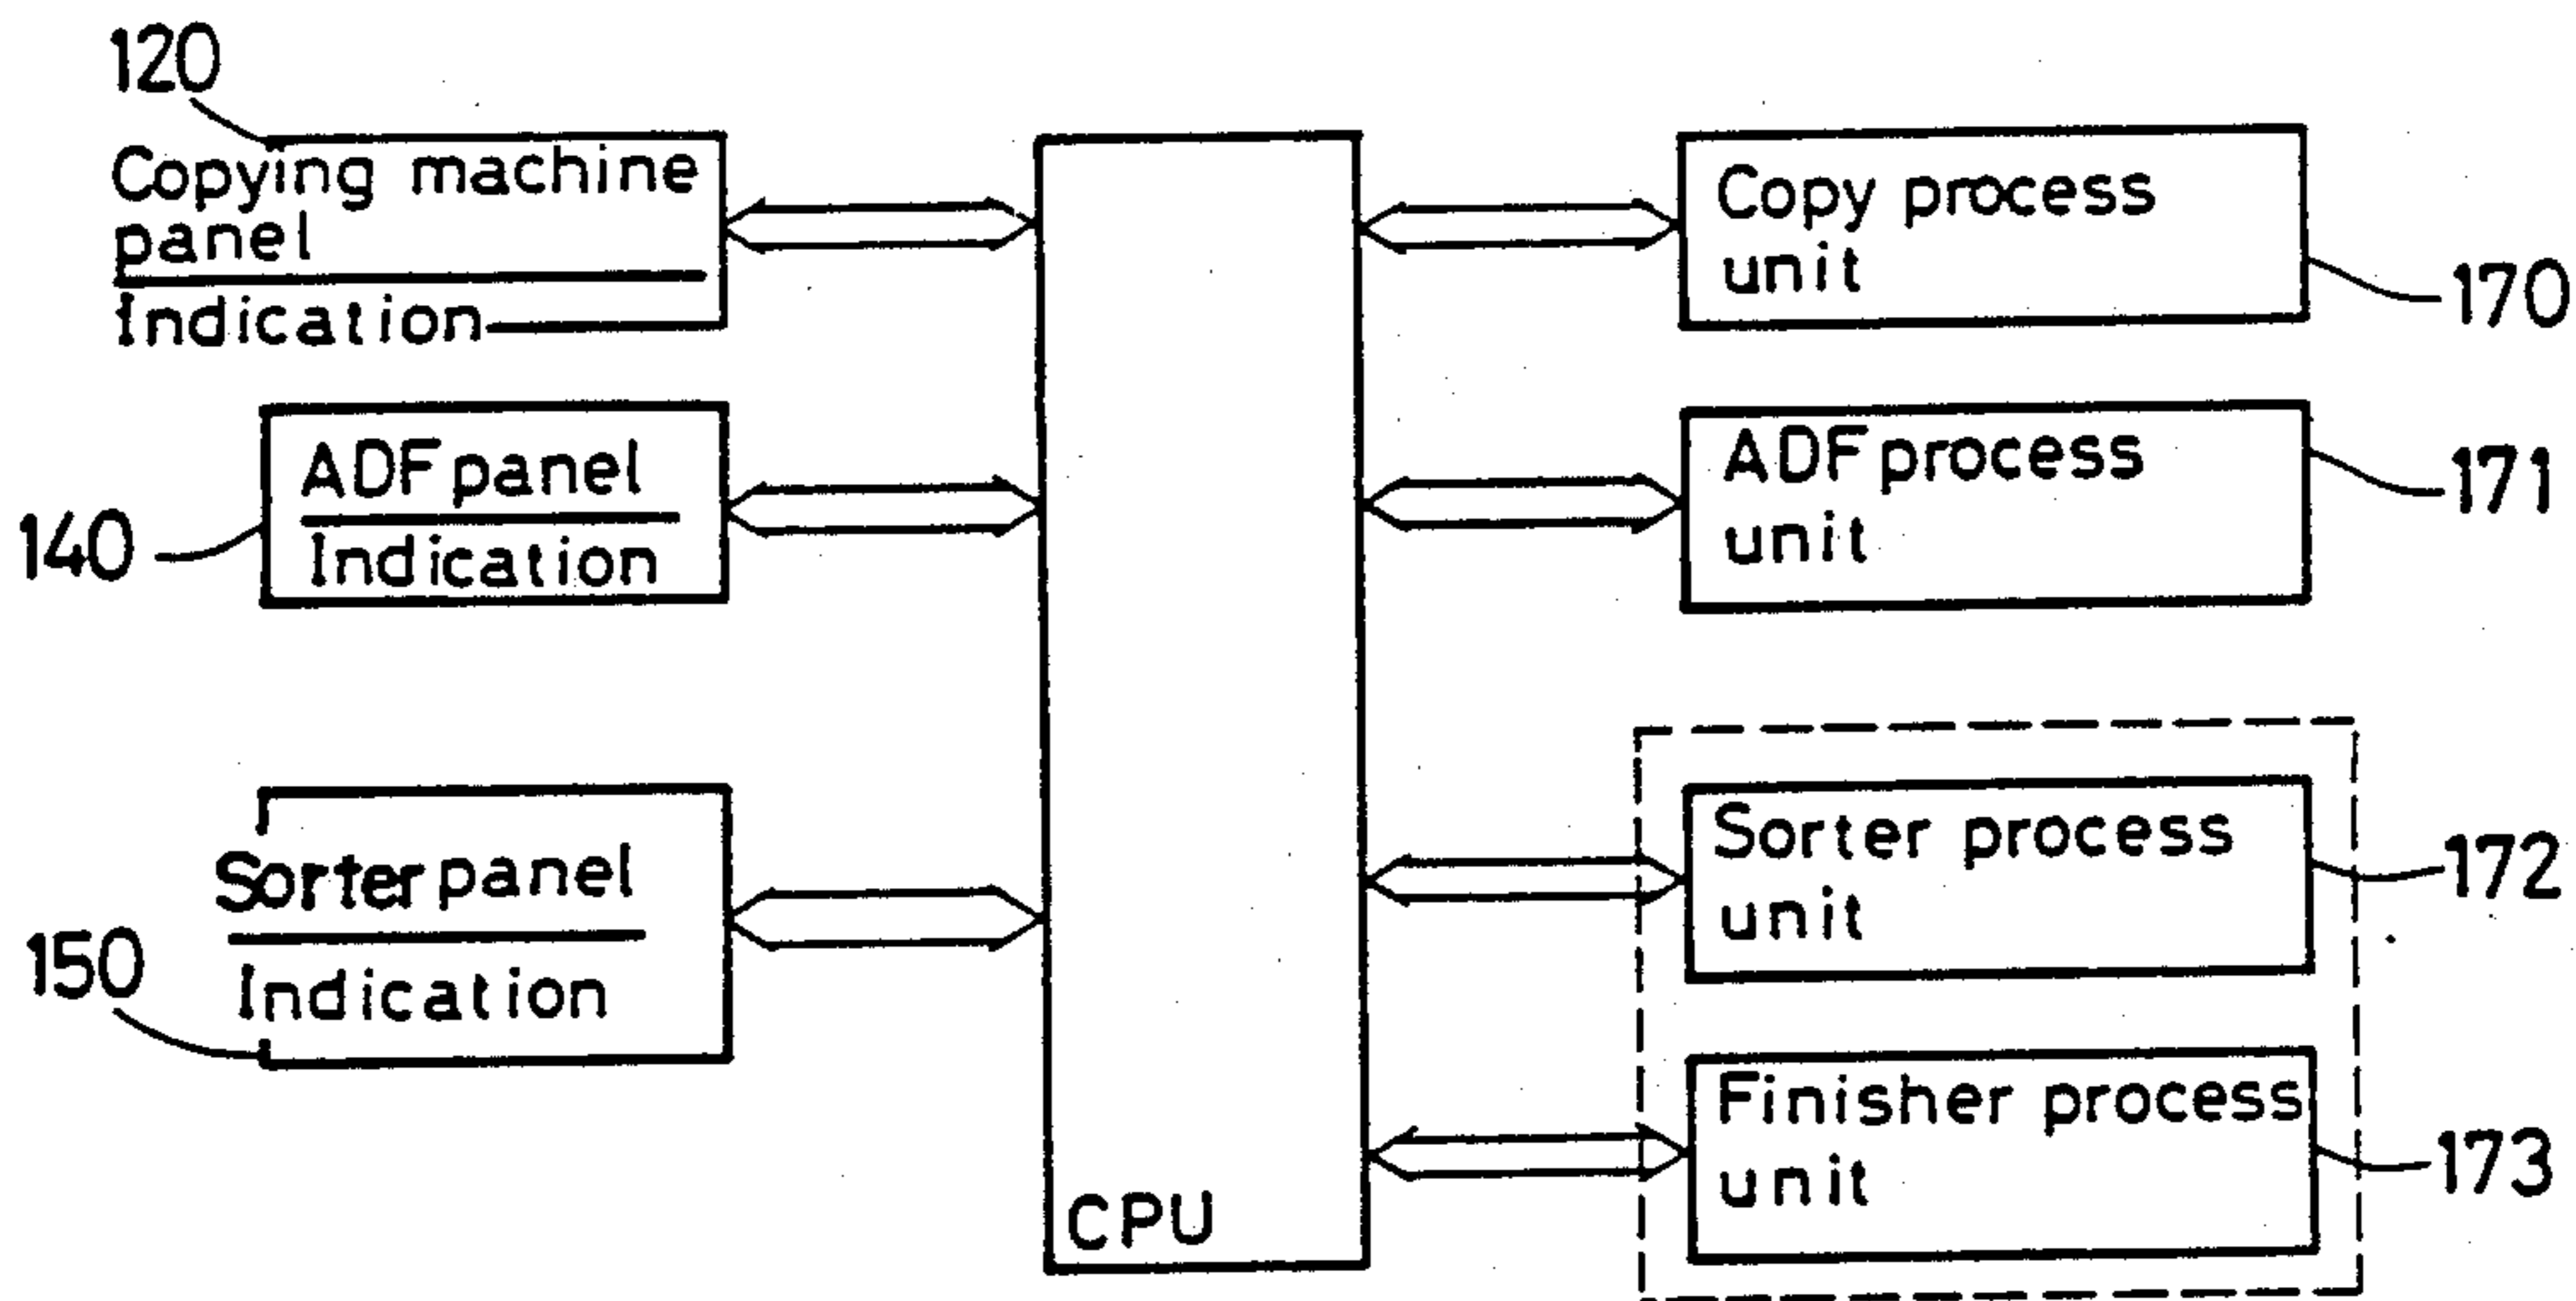 120
Copying machine
panel
Indication
140
ADF panel
Indication
150
Sorter panel
Indication
CPU
Copy process
unit
170
ADF process
unit
171
Sorter process
unit
172
Finisher process
unit
173